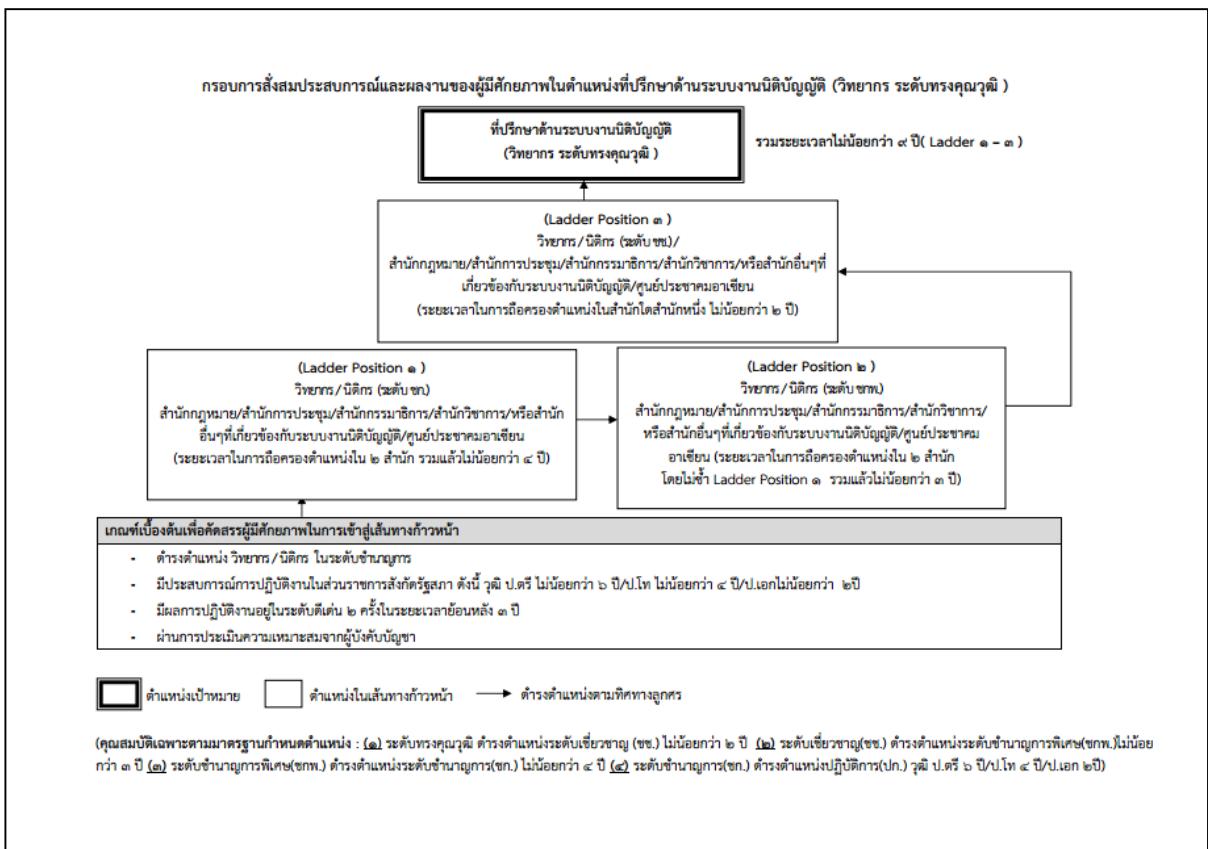 กรอบการสั่งสมประสบการณ์และผลงานของผู้มีศักยภาพในตำแหน่งที่ปรึกษาด้านระบบงานนิติบัญญัติ (วิทยากร ระดับทรงคุณวุฒิ )
ที่ปรึกษาด้านระบบงานนิติบัญญัติ
(วิทยากร ระดับทรงคุณวุฒิ )
รวมระยะเวลาไม่น้อยกว่า ๙ ปี( Ladder ๑ – ๓ )
(Ladder Position ๓ )
วิทยากร/นิติกร (ระดับ ชช.)/
สำนักกฎหมาย/สำนักการประชุม/สำนักกรรมาธิการ/สำนักวิชาการ/หรือสำนักอื่นๆที่
เกี่ยวข้องกับระบบงานนิติบัญญัติ/ศูนย์ประชาคมอาเซียน
(ระยะเวลาในการถือครองตำแหน่งในสำนักใดสำนักหนึ่ง ไม่น้อยกว่า ๒ ปี)
(Ladder Position ๑ )
วิทยากร/นิติกร (ระดับ ชก.)
สำนักกฎหมาย/สำนักการประชุม/สำนักกรรมาธิการ/สำนักวิชาการ/หรือสำนัก
อื่นๆที่เกี่ยวข้องกับระบบงานนิติบัญญัติ/ศูนย์ประชาคมอาเซียน
(ระยะเวลาในการถือครองตำแหน่งใน ๒ สำนัก รวมแล้วไม่น้อยกว่า ๔ ปี)
(Ladder Position ๒ )
วิทยากร/นิติกร (ระดับ ชกพ.)
สำนักกฎหมาย/สำนักการประชุม/สำนักกรรมาธิการ/สำนักวิชาการ/
หรือสำนักอื่นๆที่เกี่ยวข้องกับระบบงานนิติบัญญัติ/ศูนย์ประชาคม
อาเซียน (ระยะเวลาในการถือครองตำแหน่งใน ๒ สำนัก
โดยไม่ซ้ำ Ladder Position ๑ รวมแล้วไม่น้อยกว่า ๓ ปี)
เกณฑ์เบื้องต้นเพื่อคัดสรรผู้มีศักยภาพในการเข้าสู่เส้นทางก้าวหน้า
- ดำรงตำแหน่ง วิทยากร/นิติกร ในระดับชำนาญการ
- มีประสบการณ์การปฏิบัติงานในส่วนราชการสังกัดรัฐสภา ดังนี้ วุฒิ ป.ตรี ไม่น้อยกว่า ๖ ปี/ป.โท ไม่น้อยกว่า ๔ ปี/ป.เอกไม่น้อยกว่า ๒ปี
- มีผลการปฏิบัติงานอยู่ในระดับดีเด่น ๒ ครั้งในระยะเวลาย้อนหลัง ๓ ปี
- ผ่านการประเมินความเหมาะสมจากผู้บังคับบัญชา
ตำแหน่งเป้าหมาย ตำแหน่งในเส้นทางก้าวหน้า ดำรงตำแหน่งตามทิศทางลูกศร
(คุณสมบัติเฉพาะตามมาตรฐานกำหนดตำแหน่ง : (๑) ระดับทรงคุณวุฒิ ดำรงตำแหน่งระดับเชี่ยวชาญ (ชช.) ไม่น้อยกว่า ๒ ปี (๒) ระดับเชี่ยวชาญ(ชช.) ดำรงตำแหน่งระดับชำนาญการพิเศษ(ชกพ.)ไม่น้อย
กว่า ๓ ปี (๓) ระดับชำนาญการพิเศษ(ชกพ.) ดำรงตำแหน่งระดับชำนาญการ(ชก.) ไม่น้อยกว่า ๔ ปี (๔) ระดับชำนาญการ(ชก.) ดำรงตำแหน่งปฏิบัติการ(ปก.) วุฒิ ป.ตรี ๖ ปี/ป.โท ๔ ปี/ป.เอก ๒ปี)